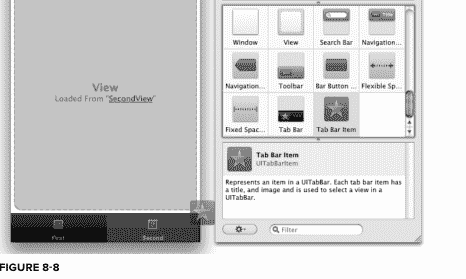 View
Loaded From "SecondView"
First
Second
Window
View
Search Bar
Navigation...
Navigation...
Toolbar
Bar Button ...
Flexible Sp...
Fixed Spac...
Tab Bar
Tab Bar Item
Tab Bar Item
UITabBarItem
Represents an item in a UITabBar. Each tab bar item has
a title, and image and is used to select a view in a
UITabBar.
Filter
FIGURE 8-8